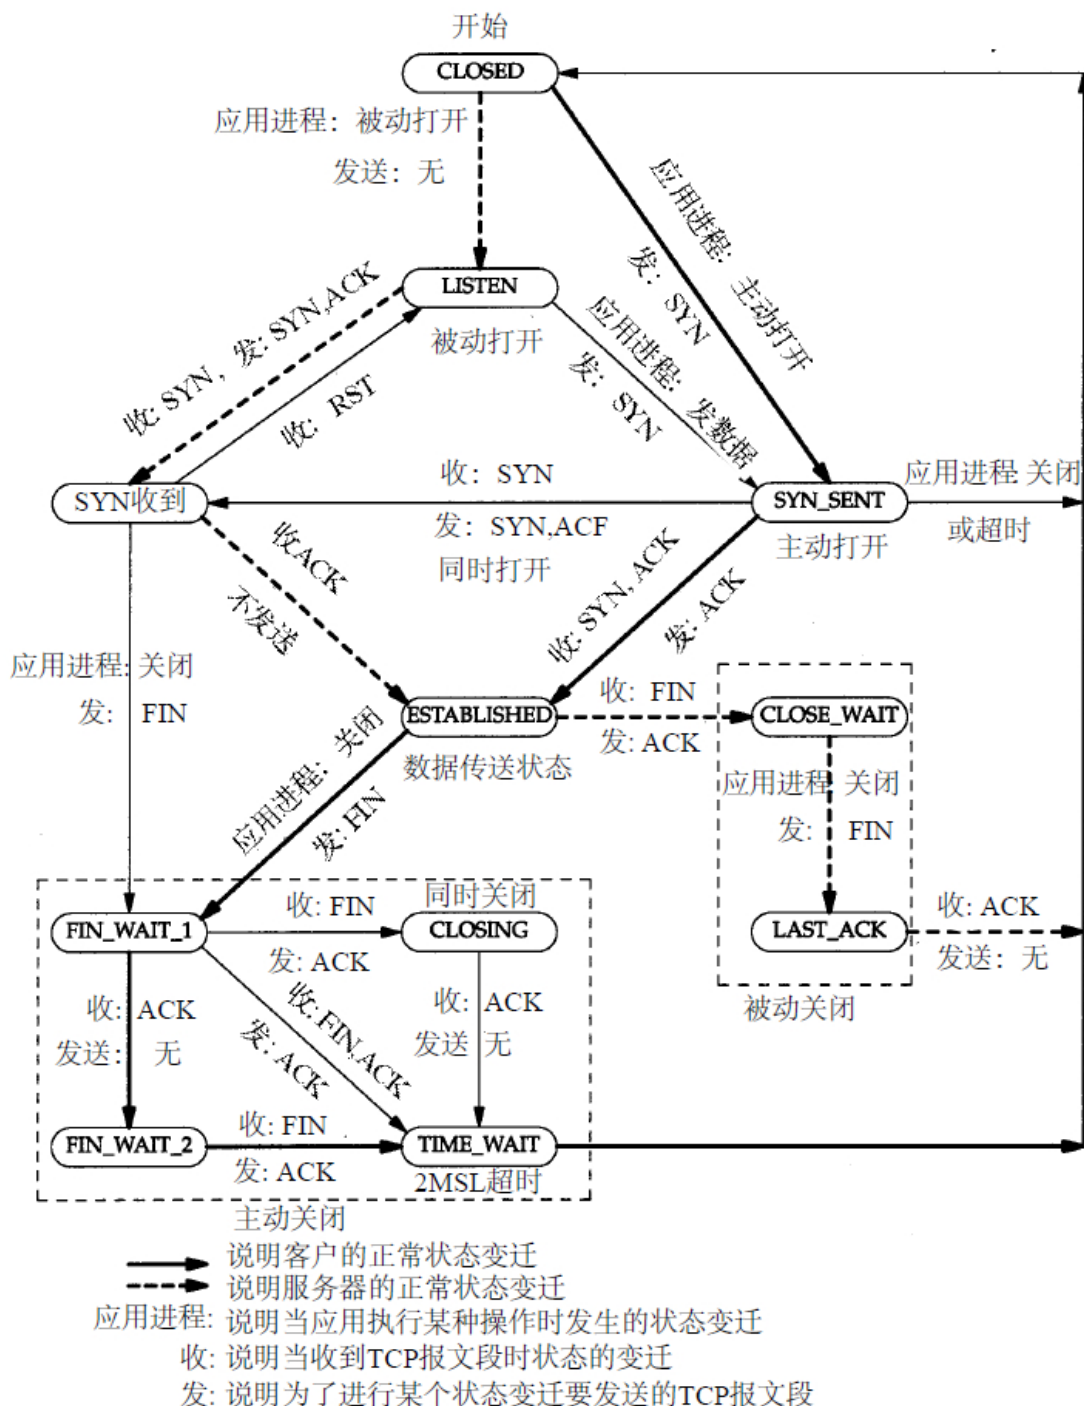 开始
CLOSED
应用进程：被动打开
发送：无
应用进程：主动打开
发：SYN
LISTEN
被动打开
收: SYN，发: SYN,ACK
收：RST
应用进程：发数据
发：SYN
SYN收到
收：SYN
发：SYN,ACF
同时打开
SYN_SENT
主动打开
应用进程: 关闭
或超时
收ACK
不发送
收: SYN, ACK
发: ACK
应用进程: 关闭
发: FIN
ESTABLISHED
数据传送状态
收: FIN
发: ACK
CLOSE_WAIT
应用进程 关闭
发: FIN
应用进程：关闭
发: FIN
LAST_ACK
收: ACK
发送：无
被动关闭
同时关闭
FIN_WAIT_1
收: FIN
发: ACK
CLOSING
收: ACK
发送: 无
收: FIN,ACK
发: ACK
收: ACK
发送 无
FIN_WAIT_2
收: FIN
发: ACK
TIME_WAIT
2MSL超时
主动关闭
说明客户的正常状态变迁
说明服务器的正常状态变迁
应用进程: 说明当应用执行某种操作时发生的状态变迁
收: 说明当收到TCP报文段时状态的变迁
发: 说明为了进行某个状态变迁要发送的TCP报文段